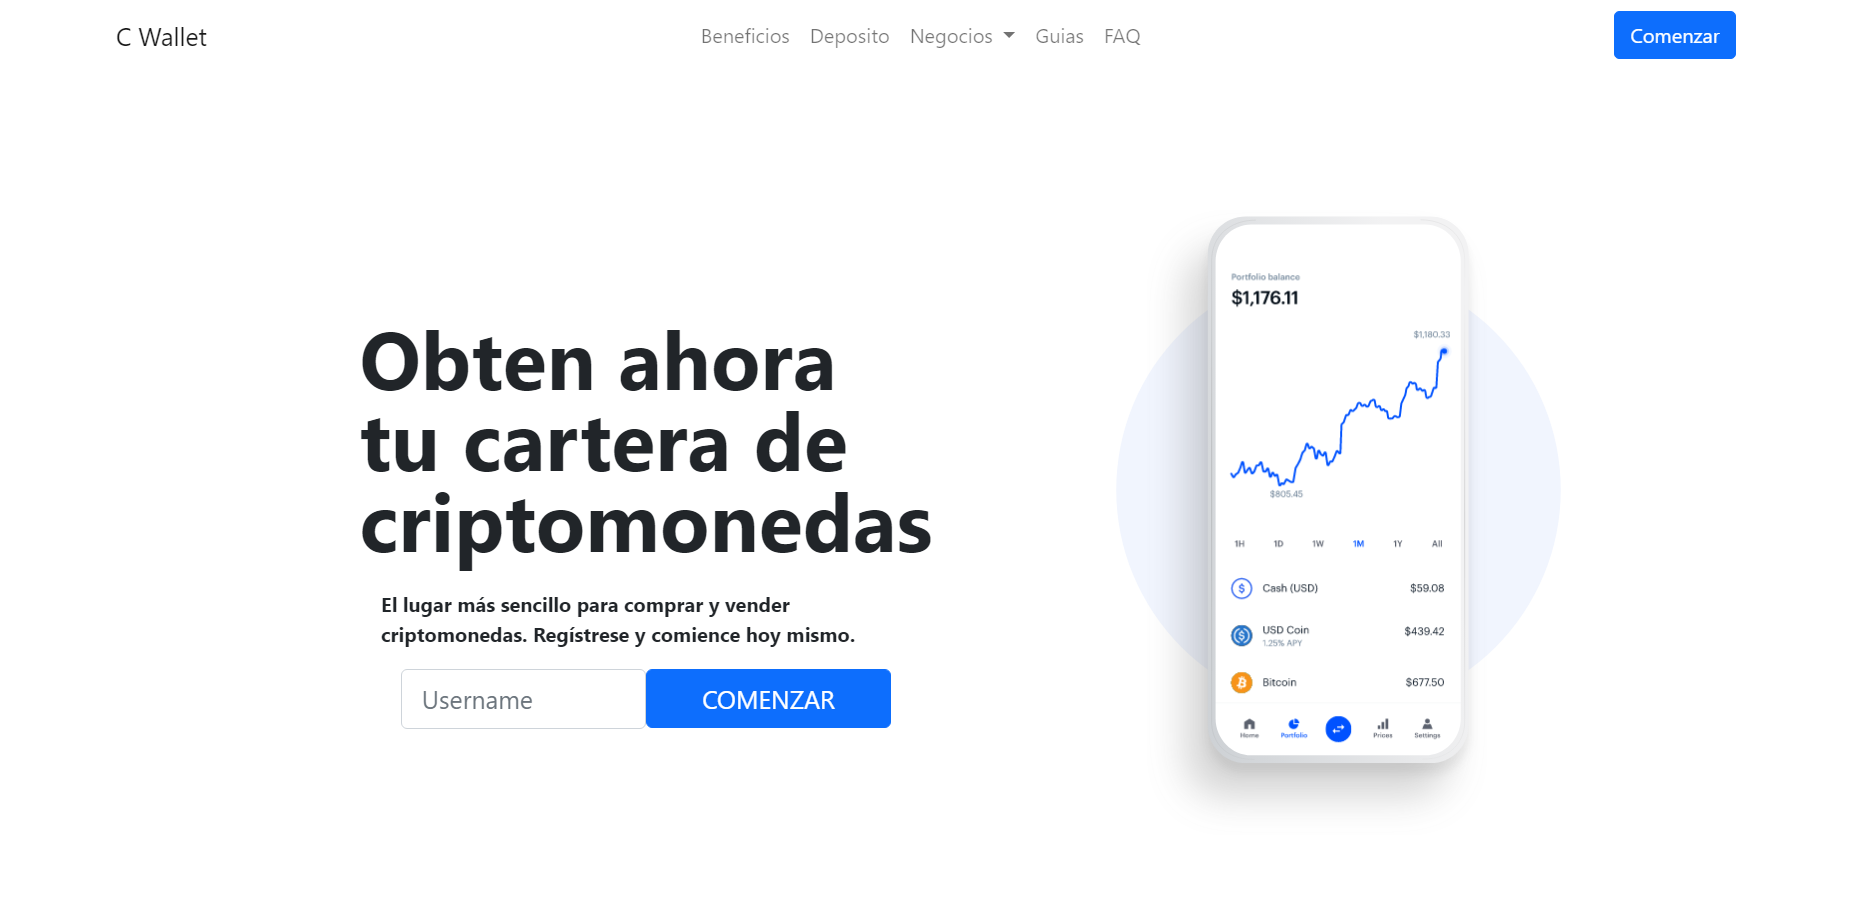 C Wallet
Beneficios Deposito Negocios Guias FAQ
Comenzar
Obten ahora
tu cartera de
criptomonedas
El lugar más sencillo para comprar y vender
criptomonedas. Regístrese y comience hoy mismo.
Username
COMENZAR
Portfolio balance
$1,176.11
$1,180.33
$805.45
1H 1D 1W 1M 1Y All
Cash (USD) $59.08
USD Coin $439.42
1.25% APY
Bitcoin $677.50
Home Portfolio Prices Settings